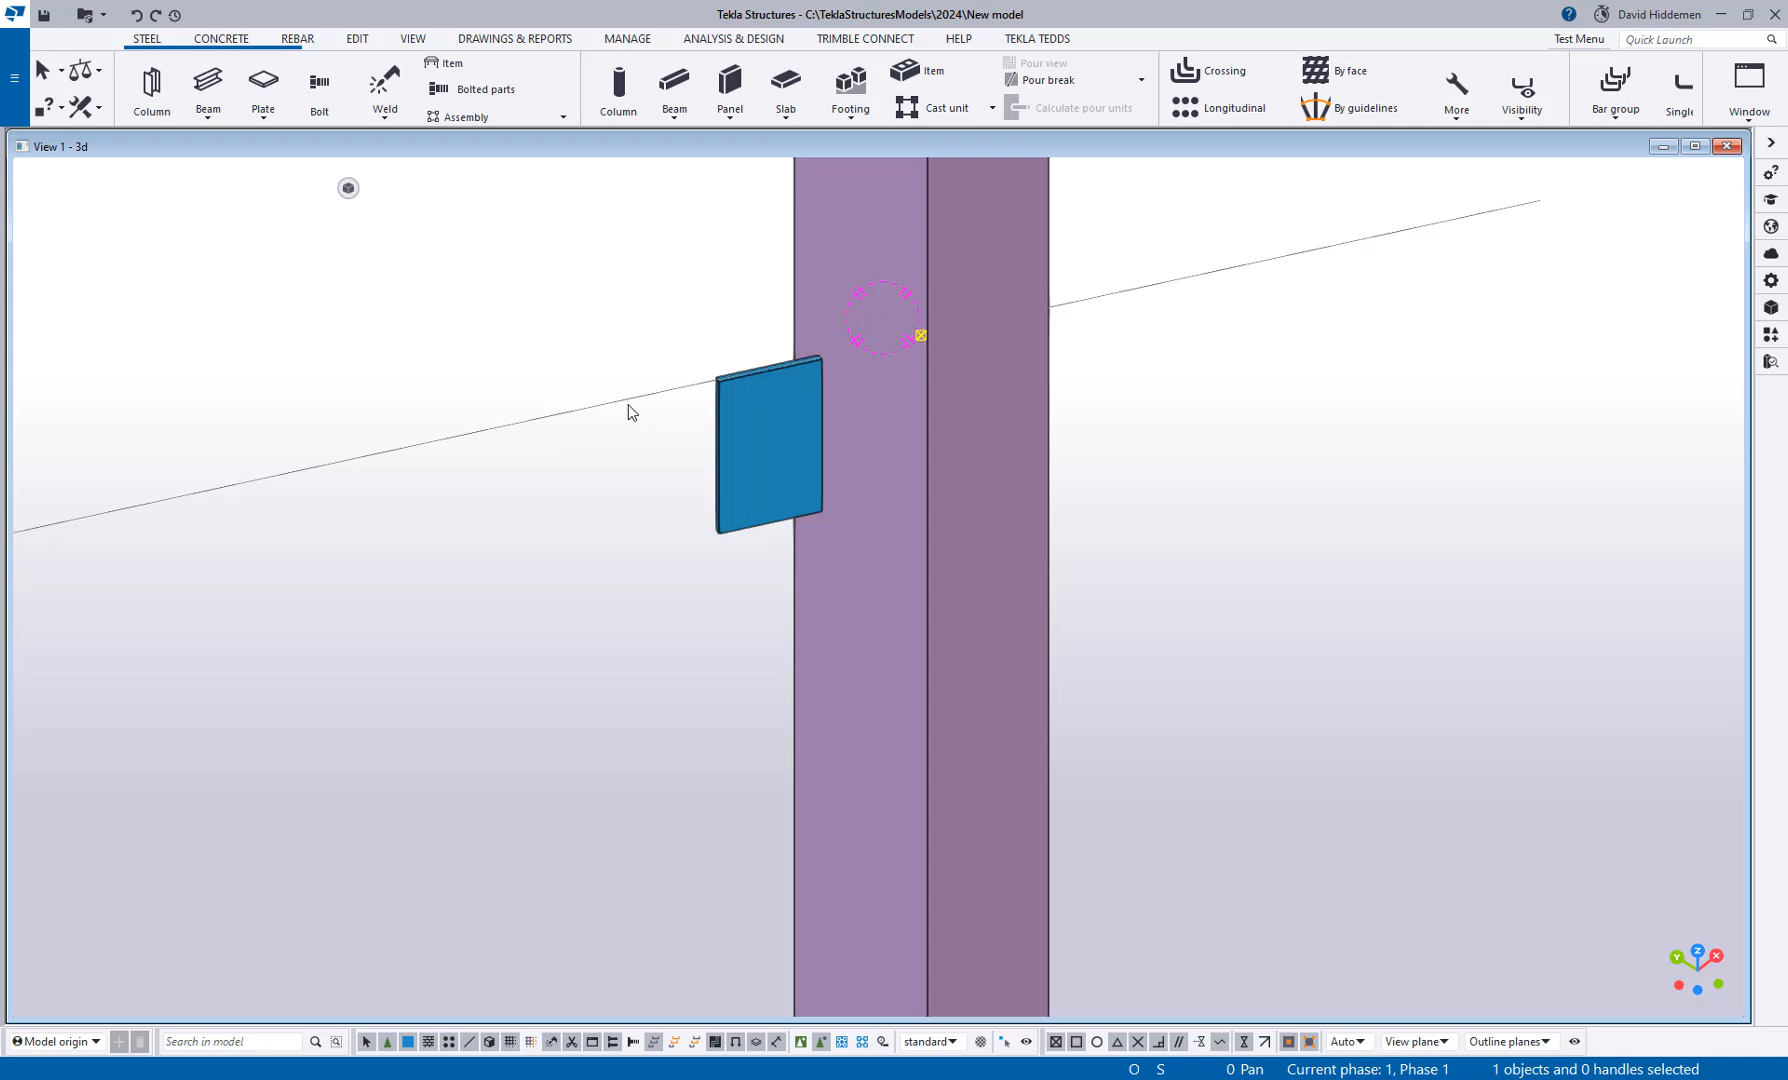 Tekla Structures - C:\TeklaStructuresModels\2024\New model
David Hiddemen
STEEL CONCRETE REBAR EDIT VIEW DRAWINGS & REPORTS MANAGE ANALYSIS & DESIGN TRIMBLE CONNECT HELP TEKLA TEDDS Test Menu Quick Launch
Item Item Pour view Crossing By face
Bolted parts Pour break
Column Beam Plate Bolt Weld Assembly Column Beam Panel Slab Footing Cast unit Calculate pour units Longitudinal By guidelines More Visibility Bar group Single Window
View 1 - 3d
Z
Y X
Model origin Search in model standard Auto View plane Outline planes
O S 0 Pan Current phase: 1, Phase 1 1 objects and 0 handles selected